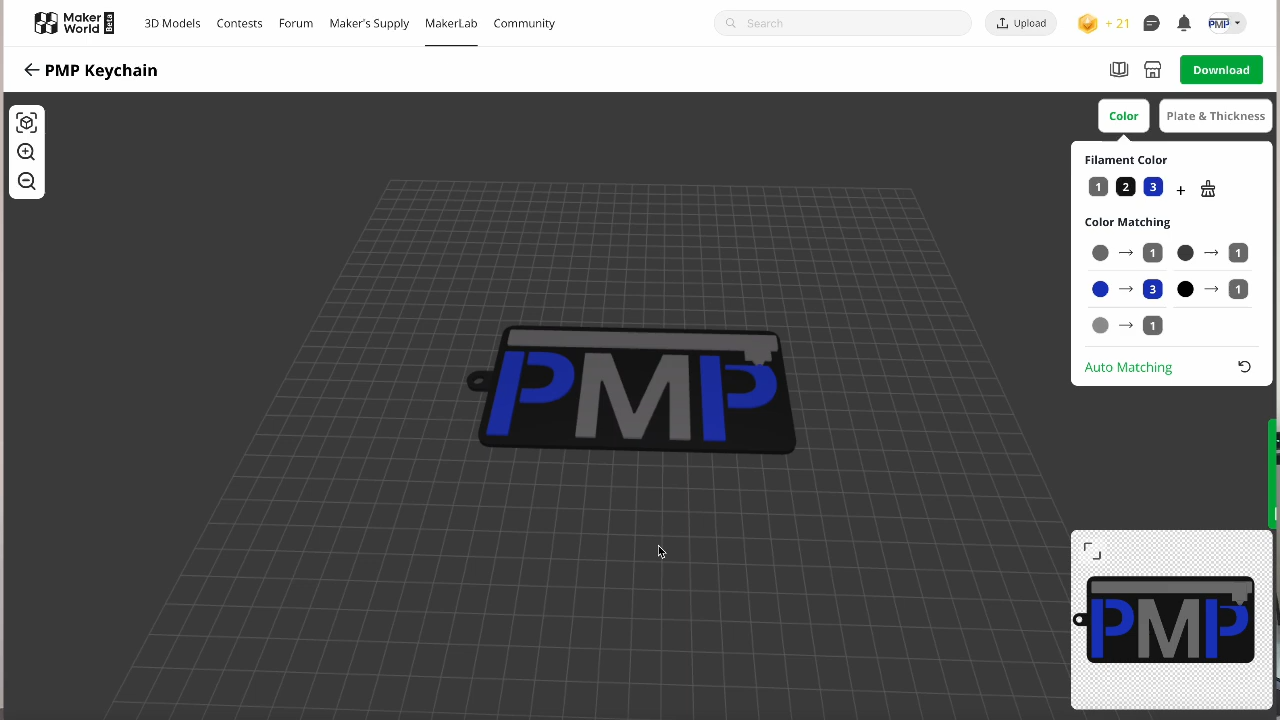 Maker World Beta 3D Models Contests Forum Maker's Supply MakerLab Community Search Upload + 21 PMP
PMP Keychain Download
Color Plate & Thickness
Filament Color
1 2 3 +
Color Matching
1 1
3 1
1
Auto Matching
PMP
PMP